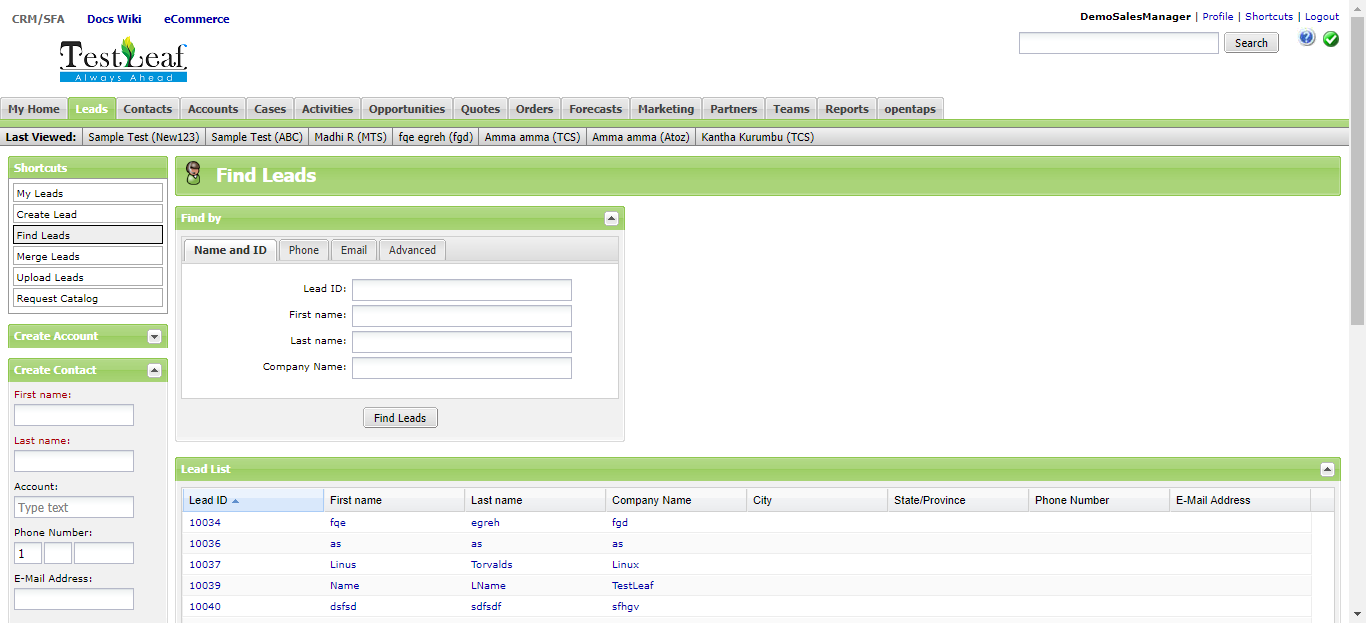 CRM/SFA Docs Wiki eCommerce
DemoSalesManager | Profile | Shortcuts | Logout
Search
TestLeaf
Always Ahead
My Home Leads Contacts Accounts Cases Activities Opportunities Quotes Orders Forecasts Marketing Partners Teams Reports opentaps
Last Viewed: Sample Test (New123) Sample Test (ABC) Madhi R (MTS) fqe egreh (fgd) Amma amma (TCS) Amma amma (Atoz) Kantha Kurumbu (TCS)
Shortcuts
My Leads
Create Lead
Find Leads
Merge Leads
Upload Leads
Request Catalog
Create Account
Create Contact
First name:
Last name:
Account:
Type text
Phone Number:
1
E-Mail Address:
Find Leads
Find by
Name and ID Phone Email Advanced
Lead ID:
First name:
Last name:
Company Name:
Find Leads
Lead List
Lead ID First name Last name Company Name City State/Province Phone Number E-Mail Address
10034 fqe egreh fgd
10036 as as as
10037 Linus Torvalds Linux
10039 Name LName TestLeaf
10040 dsfsd sdfsdf sfhgv